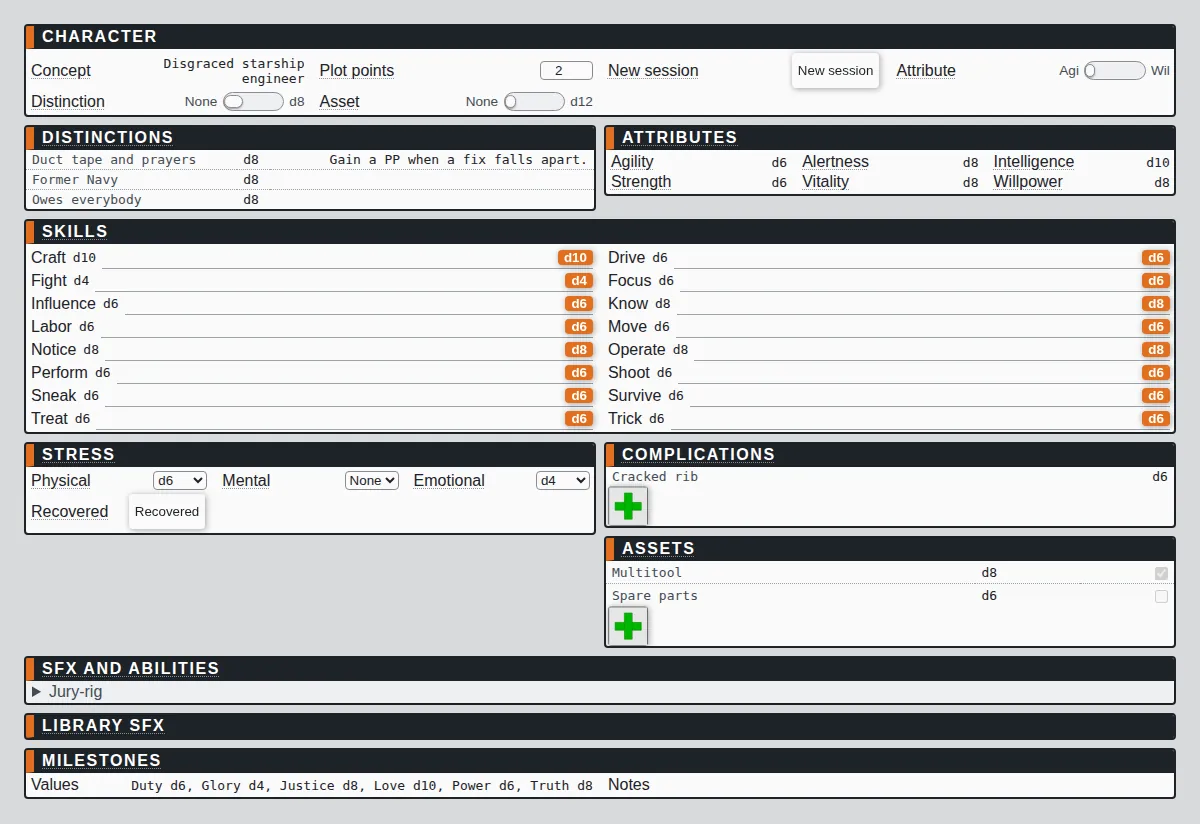 CHARACTER
Concept Disgraced starship engineer Plot points 2 New session New session Attribute Agi Wil
Distinction None d8 Asset None d12
DISTINCTIONS
Duct tape and prayers d8 Gain a PP when a fix falls apart.
Former Navy d8
Owes everybody d8
ATTRIBUTES
Agility d6 Alertness d8 Intelligence d10
Strength d6 Vitality d8 Willpower d8
SKILLS
Craft d10 d10 Drive d6 d6
Fight d4 d4 Focus d6 d6
Influence d6 d6 Know d8 d8
Labor d6 d6 Move d6 d6
Notice d8 d8 Operate d8 d8
Perform d6 d6 Shoot d6 d6
Sneak d6 d6 Survive d6 d6
Treat d6 d6 Trick d6 d6
STRESS
Physical d6 Mental None Emotional d4
Recovered Recovered
COMPLICATIONS
Cracked rib d6
ASSETS
Multitool d8
Spare parts d6
SFX AND ABILITIES
Jury-rig
LIBRARY SFX
MILESTONES
Values Duty d6, Glory d4, Justice d8, Love d10, Power d6, Truth d8 Notes